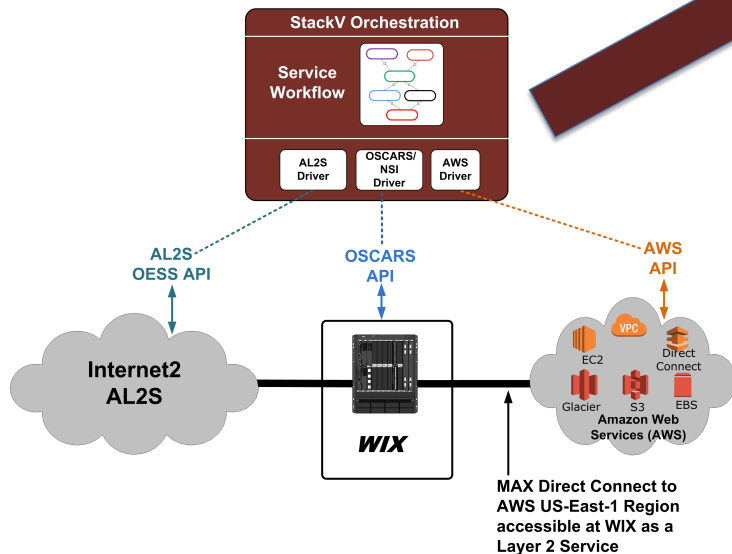 StackV Orchestration
Service
Workflow
AL2S
Driver
OSCARS/
NSI
Driver
AWS
Driver
AL2S
OESS API
OSCARS
API
AWS
API
Internet2
AL2S
WIX
VPC
EC2
Direct
Connect
Glacier
S3
EBS
Amazon Web
Services (AWS)
MAX Direct Connect to
AWS US-East-1 Region
accessible at WIX as a
Layer 2 Service